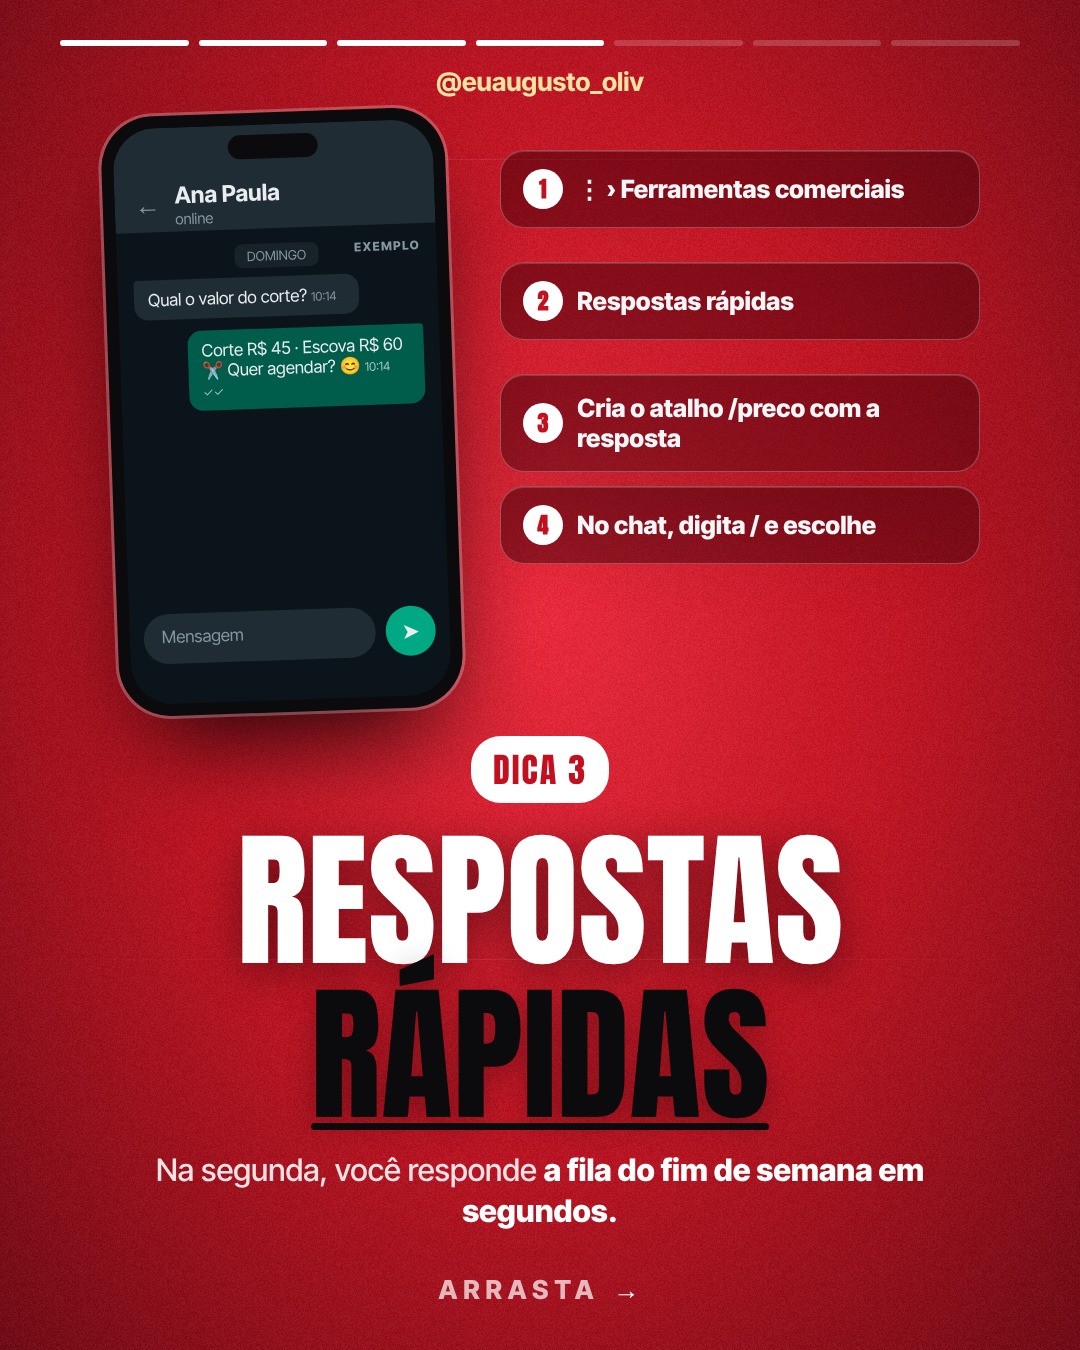 @euaugusto_oliv
← Ana Paula
online
DOMINGO
EXEMPLO
Qual o valor do corte? 10:14
Corte R$ 45 · Escova R$ 60
✂️ Quer agendar? 😊 10:14
✓✓
Mensagem
➤
1 ⋮ › Ferramentas comerciais
2 Respostas rápidas
3 Cria o atalho /preco com a
resposta
4 No chat, digita / e escolhe
DICA 3
RESPOSTAS
RÁPIDAS
Na segunda, você responde a fila do fim de semana em
segundos.
ARRASTA →